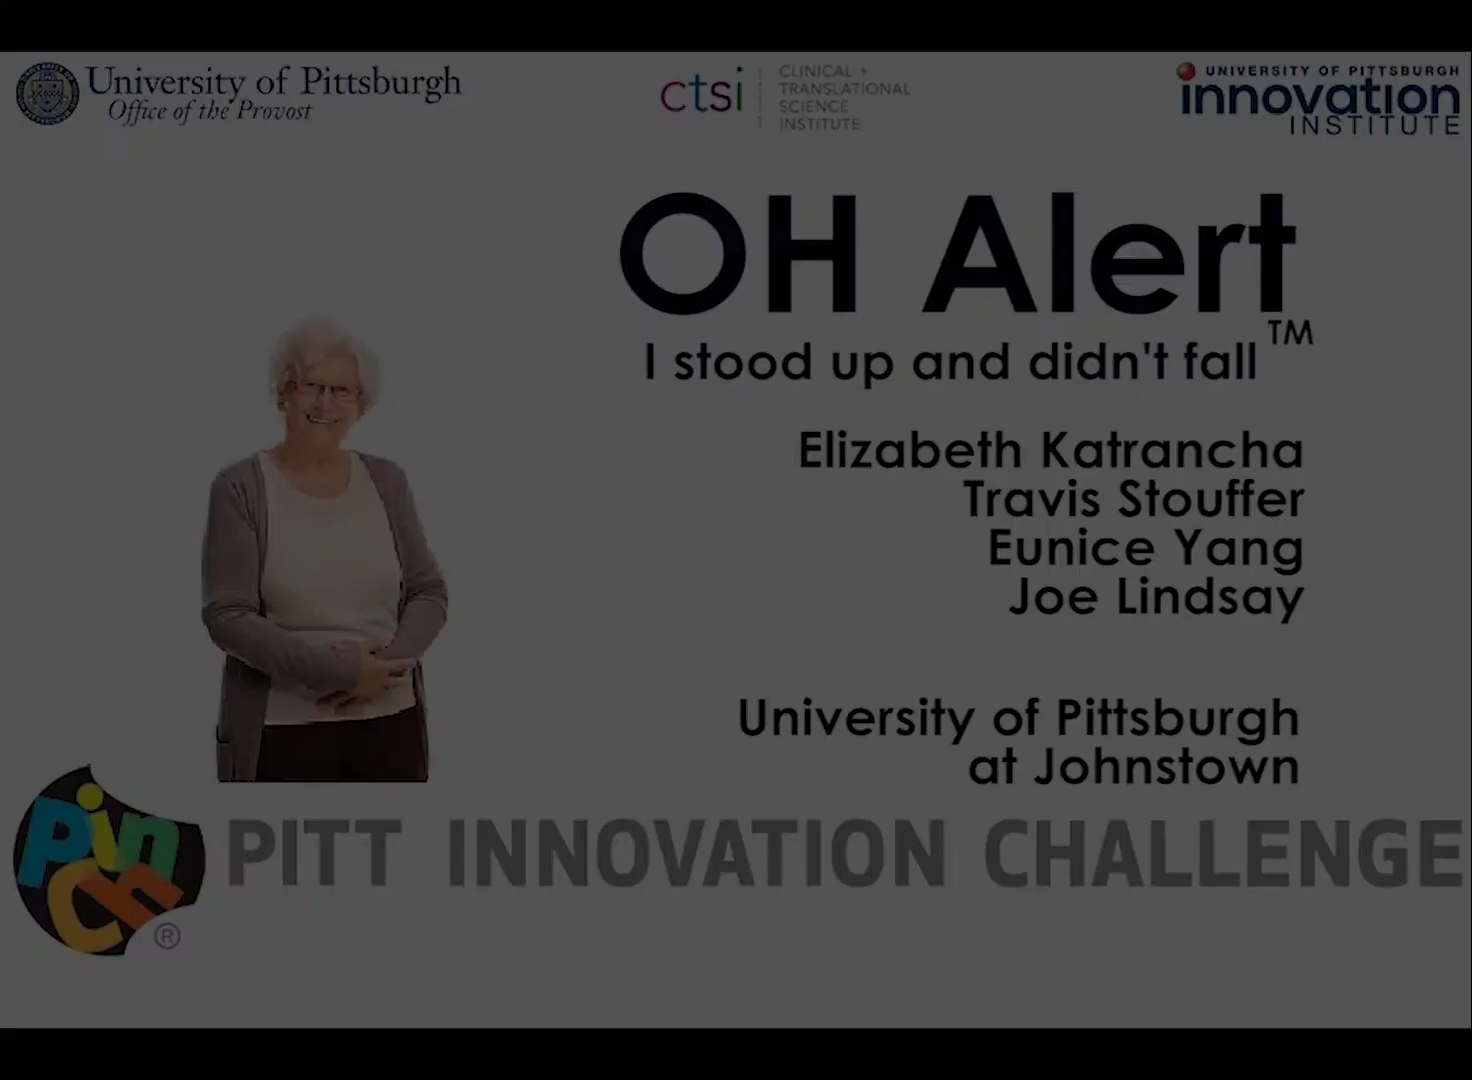 University of Pittsburgh
Office of the Provost
ctsi
CLINICAL +
TRANSLATIONAL
SCIENCE
INSTITUTE
UNIVERSITY OF PITTSBURGH
innovation
INSTITUTE
OH Alert
I stood up and didn't fall TM
Elizabeth Katrancha
Travis Stouffer
Eunice Yang
Joe Lindsay
University of Pittsburgh
at Johnstown
PinCh ®
PITT INNOVATION CHALLENGE